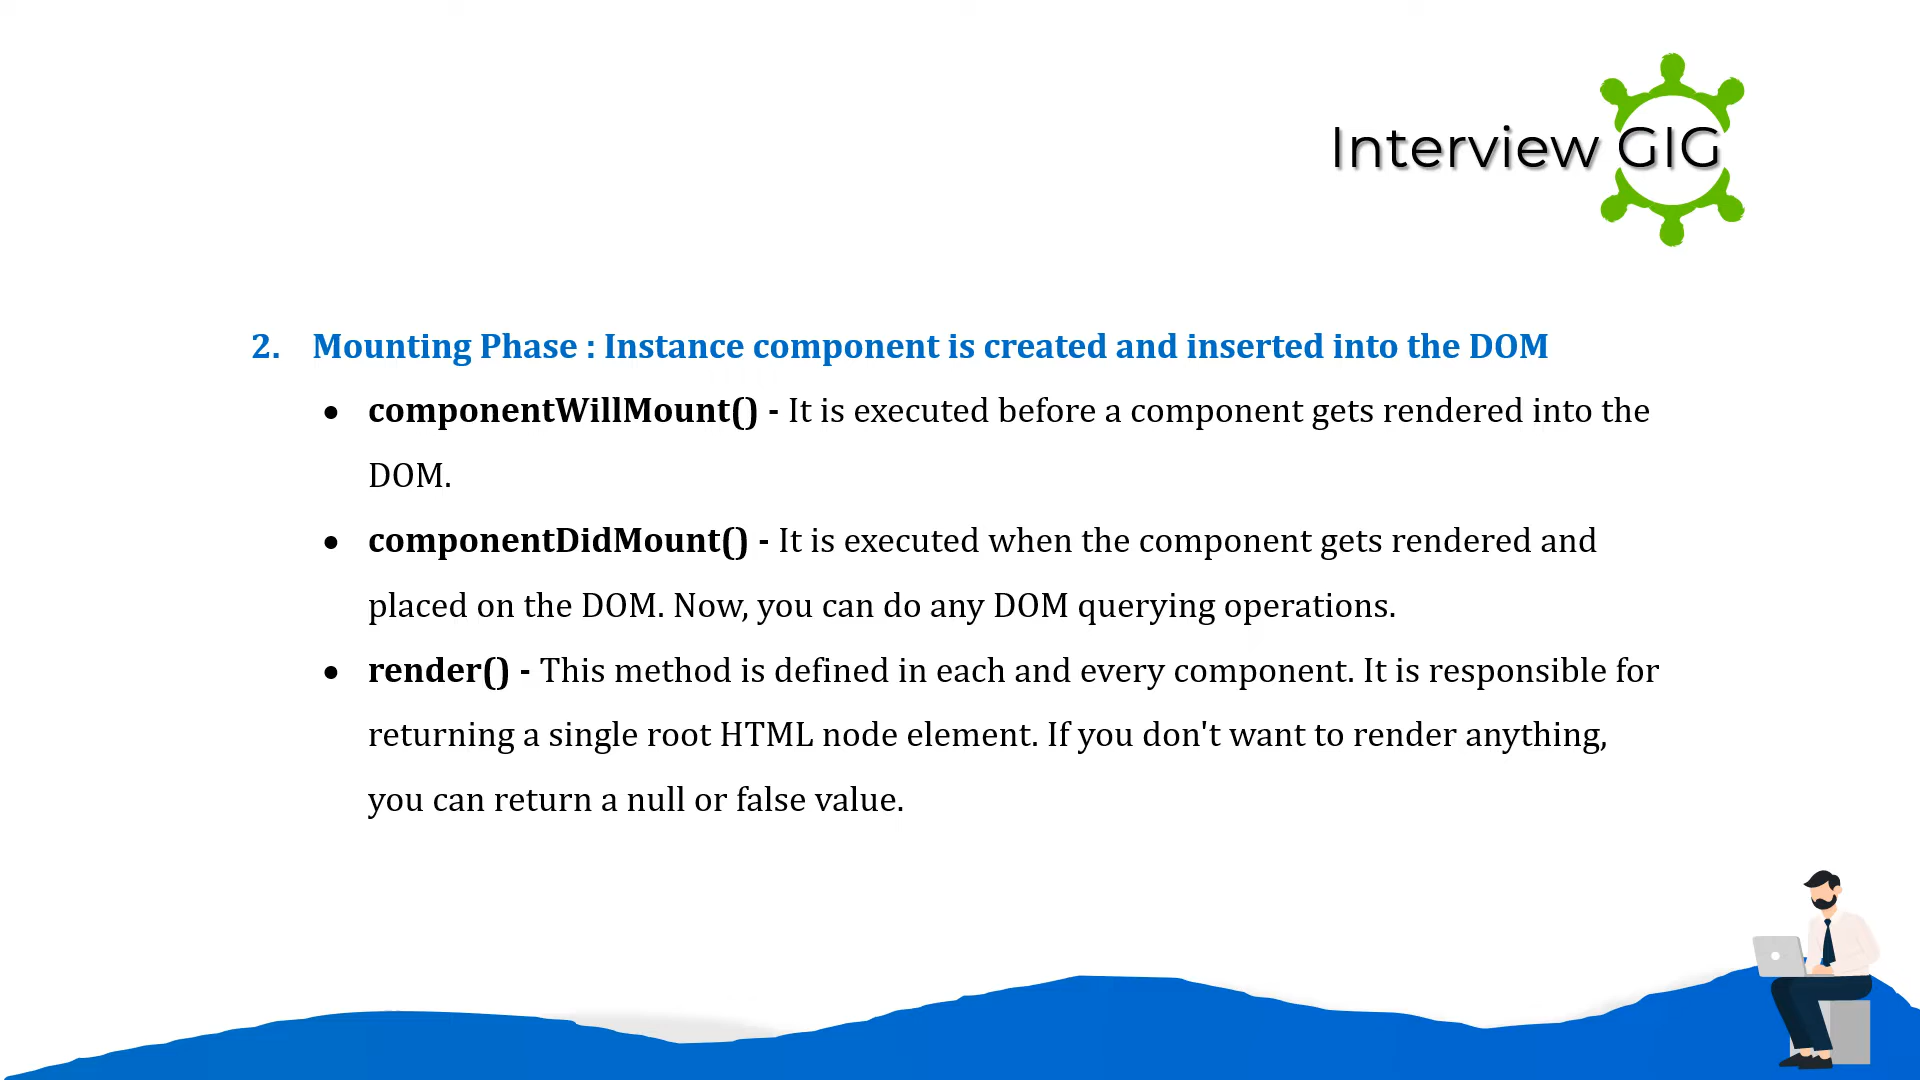 Interview GIG
2. Mounting Phase : Instance component is created and inserted into the DOM
● componentWillMount() - It is executed before a component gets rendered into the
DOM.
● componentDidMount() - It is executed when the component gets rendered and
placed on the DOM. Now, you can do any DOM querying operations.
● render() - This method is defined in each and every component. It is responsible for
returning a single root HTML node element. If you don't want to render anything,
you can return a null or false value.